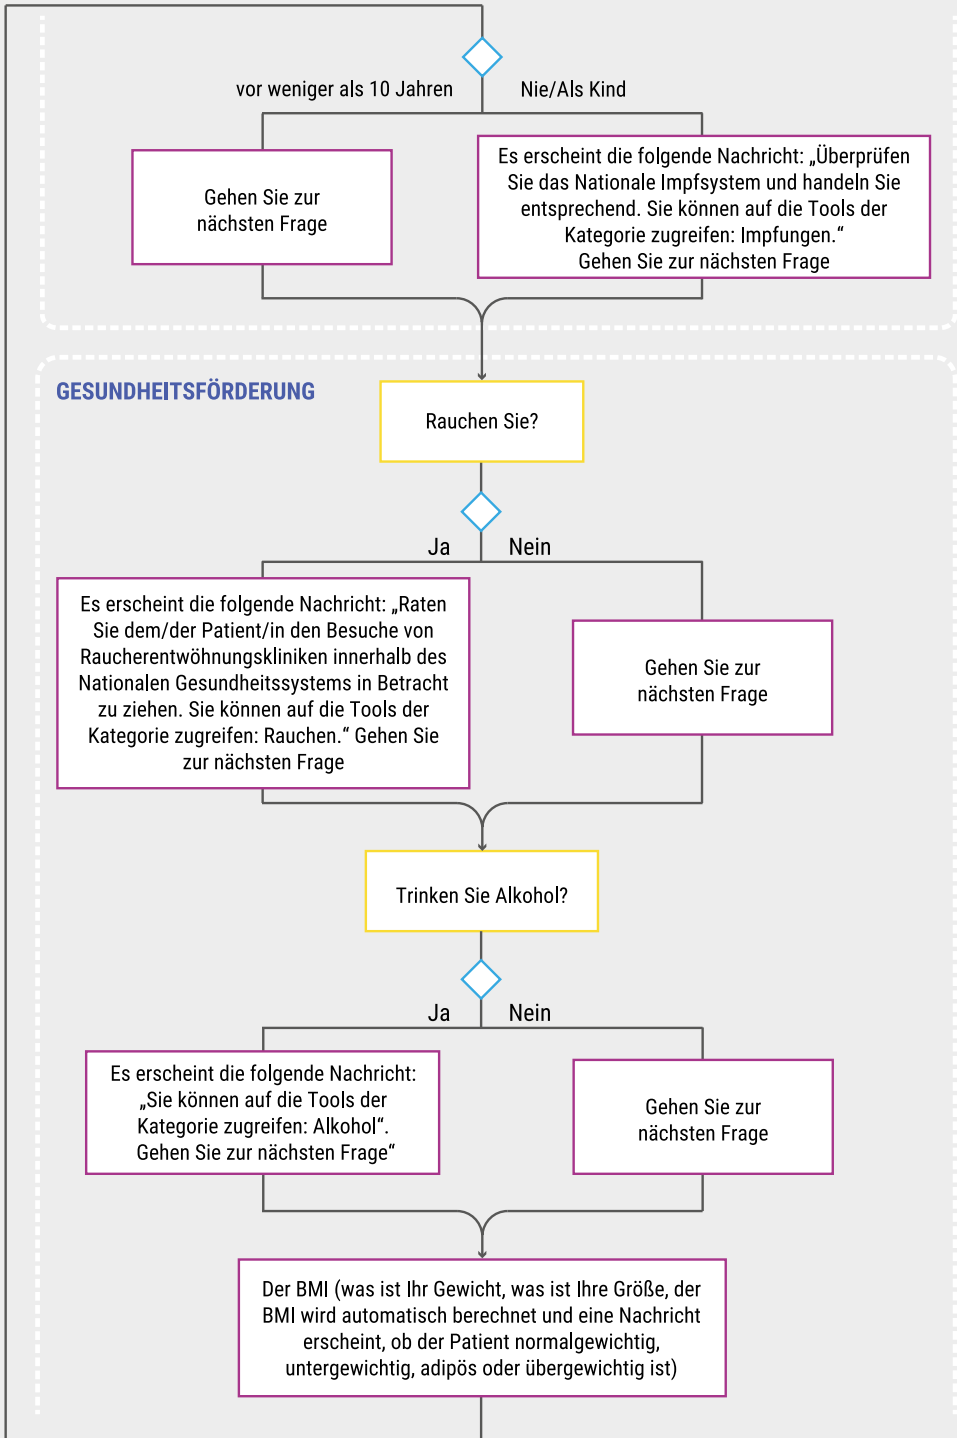 vor weniger als 10 Jahren
Nie/Als Kind
Gehen Sie zur
nächsten Frage
Es erscheint die folgende Nachricht: „Überprüfen
Sie das Nationale Impfsystem und handeln Sie
entsprechend. Sie können auf die Tools der
Kategorie zugreifen: Impfungen.“
Gehen Sie zur nächsten Frage
GESUNDHEITSFÖRDERUNG
Rauchen Sie?
Ja
Nein
Es erscheint die folgende Nachricht: „Raten
Sie dem/der Patient/in den Besuche von
Raucherentwöhnungskliniken innerhalb des
Nationalen Gesundheitssystems in Betracht
zu ziehen. Sie können auf die Tools der
Kategorie zugreifen: Rauchen.“ Gehen Sie
zur nächsten Frage
Gehen Sie zur
nächsten Frage
Trinken Sie Alkohol?
Ja
Nein
Es erscheint die folgende Nachricht:
„Sie können auf die Tools der
Kategorie zugreifen: Alkohol“.
Gehen Sie zur nächsten Frage“
Gehen Sie zur
nächsten Frage
Der BMI (was ist Ihr Gewicht, was ist Ihre Größe, der
BMI wird automatisch berechnet und eine Nachricht
erscheint, ob der Patient normalgewichtig,
untergewichtig, adipös oder übergewichtig ist)